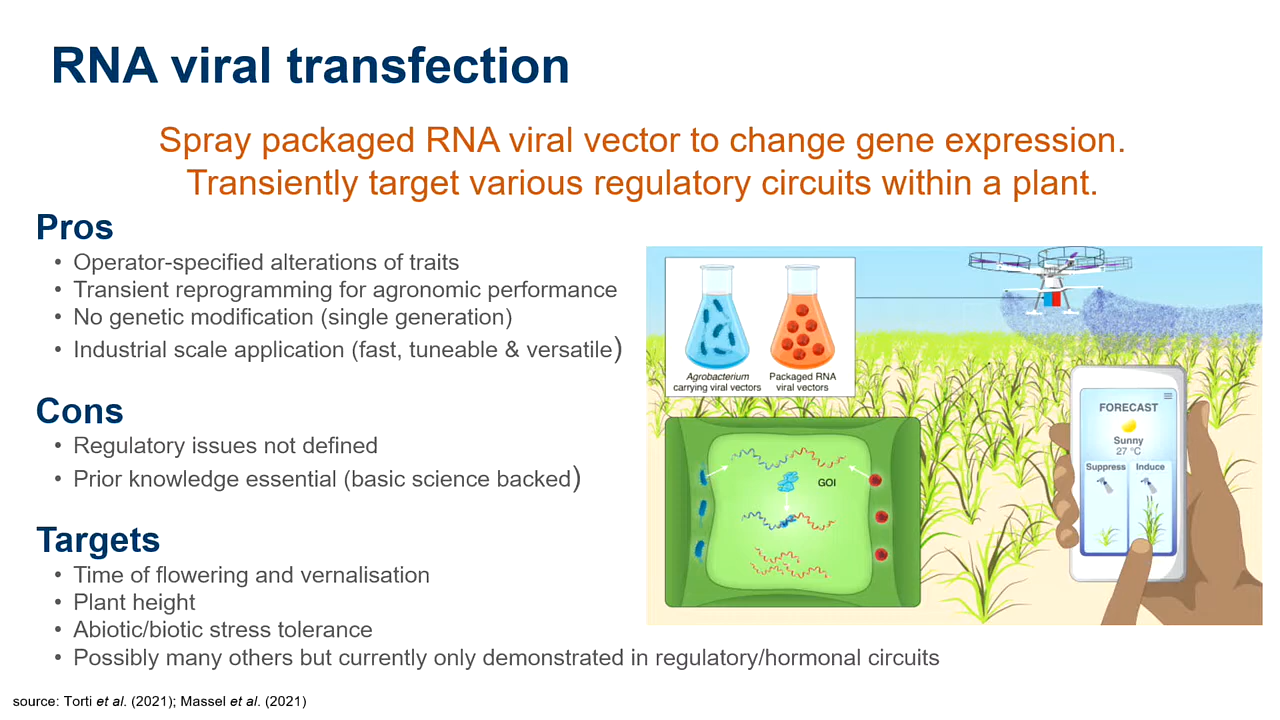 RNA viral transfection
Spray packaged RNA viral vector to change gene expression.
Transiently target various regulatory circuits within a plant.
Pros
• Operator-specified alterations of traits
• Transient reprogramming for agronomic performance
• No genetic modification (single generation)
• Industrial scale application (fast, tuneable & versatile)
Cons
• Regulatory issues not defined
• Prior knowledge essential (basic science backed)
Targets
• Time of flowering and vernalisation
• Plant height
• Abiotic/biotic stress tolerance
• Possibly many others but currently only demonstrated in regulatory/hormonal circuits
source: Torti et al. (2021); Massel et al. (2021)
Agrobacterium
carrying viral vectors
Packaged RNA
viral vectors
GOI
FORECAST
Sunny
27 °C
Suppress
Induce